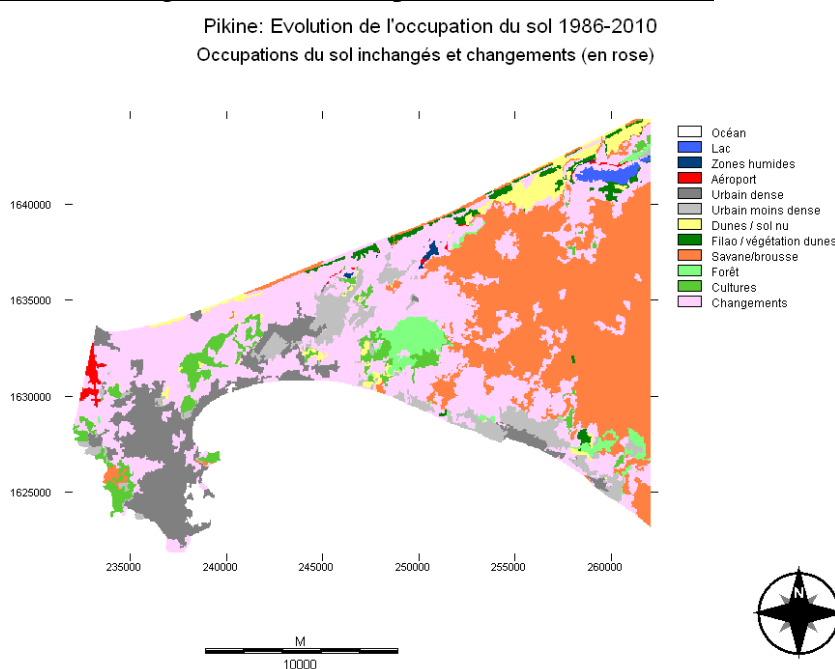 Pikine: Evolution de l'occupation du sol 1986-2010
Occupations du sol inchangés et changements (en rose)
Océan
Lac
Zones humides
Aéroport
Urbain dense
Urbain moins dense
Dunes / sol nu
Filao / végétation dunes
Savane/brousse
Forêt
Cultures
Changements
1640000
1635000
1630000
1625000
235000 240000 245000 250000 255000 260000
N
M
10000